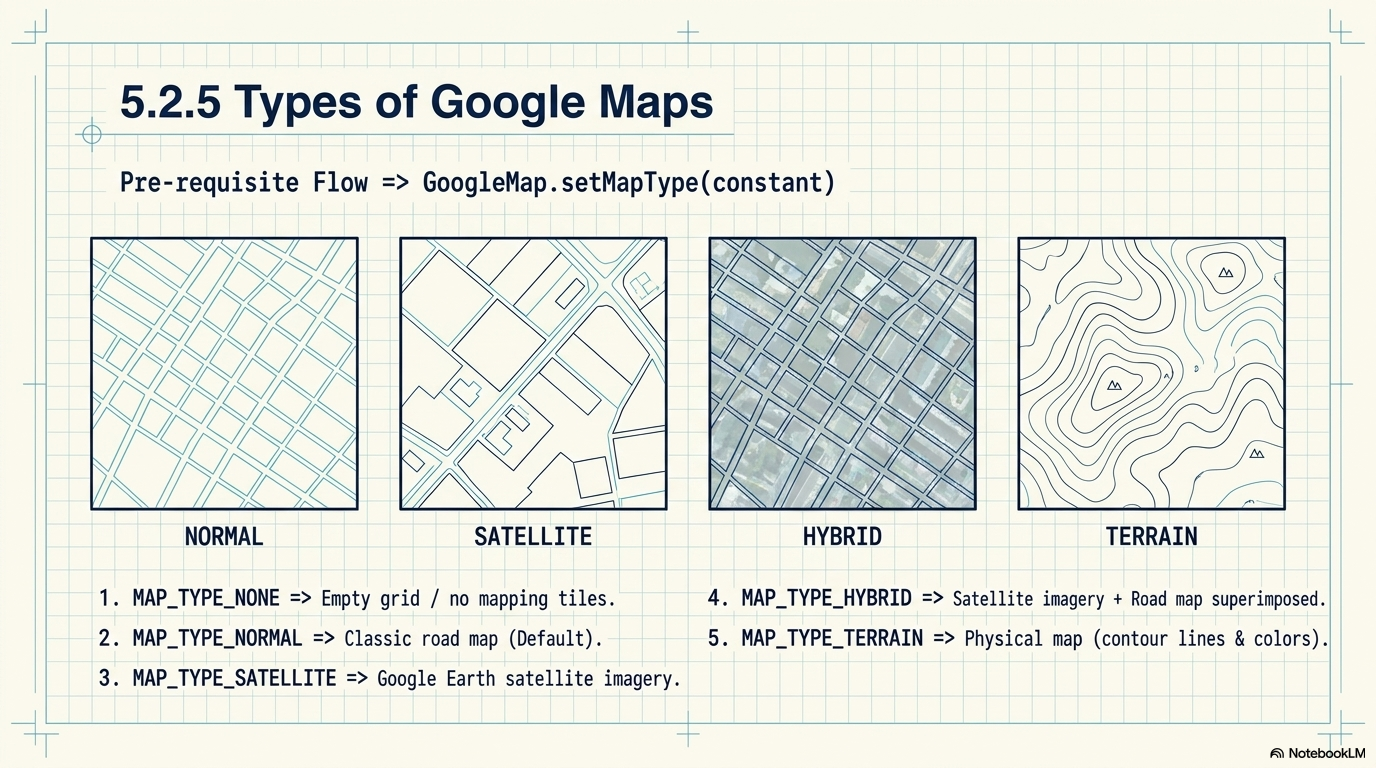 5.2.5 Types of Google Maps
Pre-requisite Flow => GoogleMap.setMapType(constant)
NORMAL
SATELLITE
HYBRID
TERRAIN
1. MAP_TYPE_NONE => Empty grid / no mapping tiles.
2. MAP_TYPE_NORMAL => Classic road map (Default).
3. MAP_TYPE_SATELLITE => Google Earth satellite imagery.
4. MAP_TYPE_HYBRID => Satellite imagery + Road map superimposed.
5. MAP_TYPE_TERRAIN => Physical map (contour lines & colors).
NotebookLM